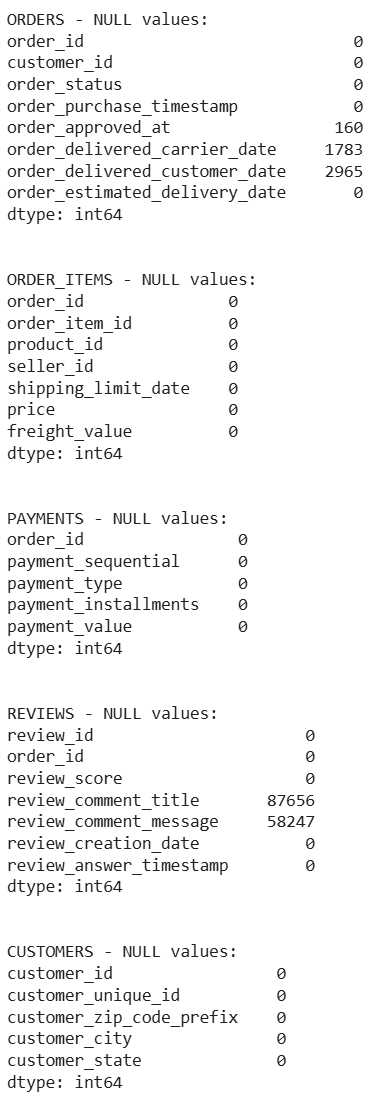 ORDERS - NULL values:
order_id 0
customer_id 0
order_status 0
order_purchase_timestamp 0
order_approved_at 160
order_delivered_carrier_date 1783
order_delivered_customer_date 2965
order_estimated_delivery_date 0
dtype: int64
ORDER_ITEMS - NULL values:
order_id 0
order_item_id 0
product_id 0
seller_id 0
shipping_limit_date 0
price 0
freight_value 0
dtype: int64
PAYMENTS - NULL values:
order_id 0
payment_sequential 0
payment_type 0
payment_installments 0
payment_value 0
dtype: int64
REVIEWS - NULL values:
review_id 0
order_id 0
review_score 0
review_comment_title 87656
review_comment_message 58247
review_creation_date 0
review_answer_timestamp 0
dtype: int64
CUSTOMERS - NULL values:
customer_id 0
customer_unique_id 0
customer_zip_code_prefix 0
customer_city 0
customer_state 0
dtype: int64